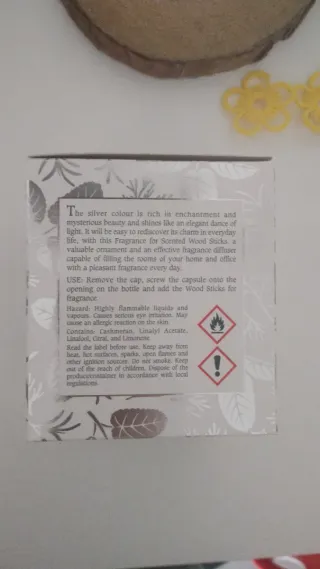 The silver colour is rich in enchantment and
mysterious beauty and shines like an elegant dance of
light. It will be easy to rediscover its charm in everyday
life, with this Fragrance for Scented Wood Sticks, a
valuable ornament and an effective fragrance diffuser
capable of filling the rooms of your home and office
with a pleasant fragrance every day.
USE: Remove the cap, screw the capsule onto the
opening on the bottle and add the Wood Sticks for
fragrance.
Hazard: Highly flammable liquids and
vapours. Causes serious eye irritation. May
cause an allergic reaction on the skin.
Contains: Cashmeran, Linalyl Acetate,
Linalool, Citral, and Limonene.
Read the label before use. Keep away from
heat, hot surfaces, sparks, open flames and
other ignition sources. Do not smoke. Keep
out of the reach of children. Dispose of the
product/container in accordance with local
regulations.